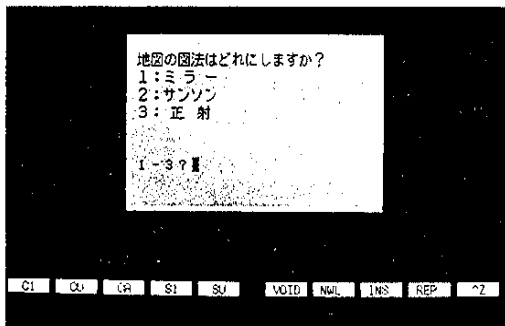 地図の図法はどれにしますか？
1：ミラー
2：サンソン
3：正 射
1-3？
C1 CU CA S1 SU VOID NWL INS REP ^Z